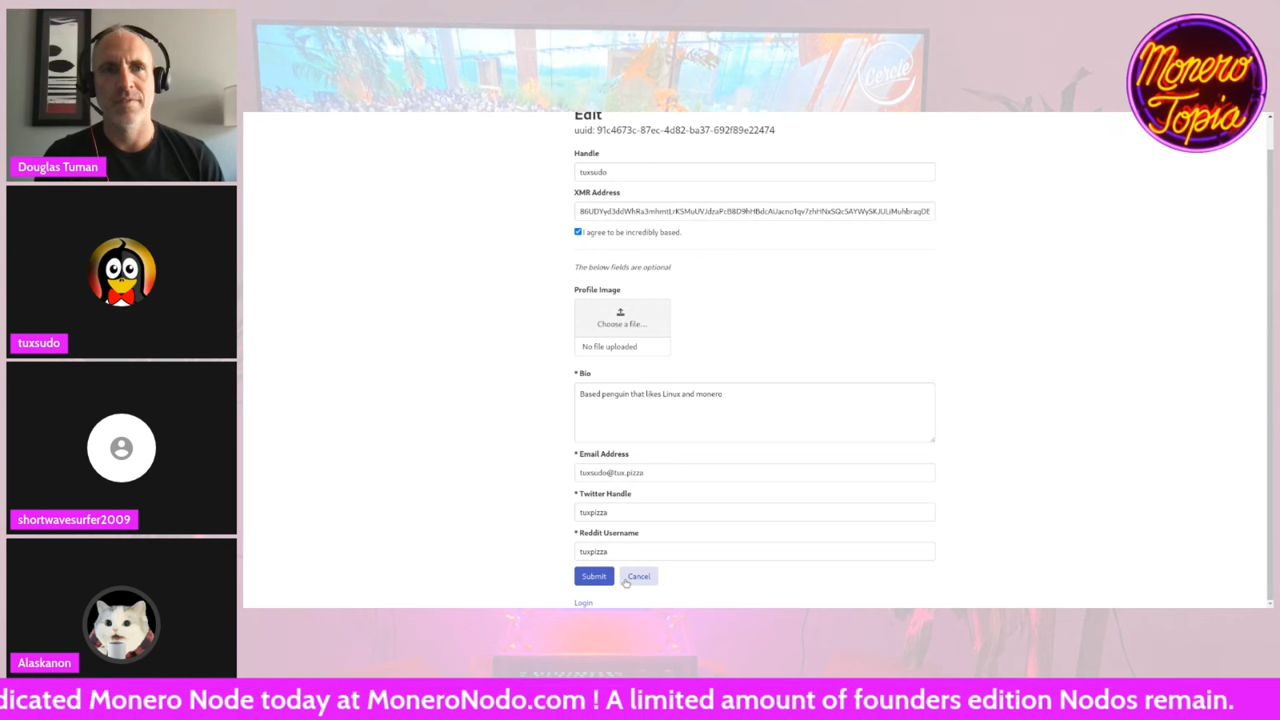 Cercle
Monero
Topia
Douglas Tuman
tuxsudo
shortwavesurfer2009
Alaskanon
Edit
uuid: 91c4673c-87ec-4d82-ba37-692f89e22474
Handle
tuxsudo
XMR Address
I agree to be incredibly based.
The below fields are optional
Profile Image
Choose a file...
No file uploaded
* Bio
Based penguin that likes Linux and monero
* Email Address
tuxsudo@tux.pizza
* Twitter Handle
tuxpizza
* Reddit Username
tuxpizza
Submit Cancel
Login
dicated Monero Node today at MoneroNodo.com ! A limited amount of founders edition Nodos remain.